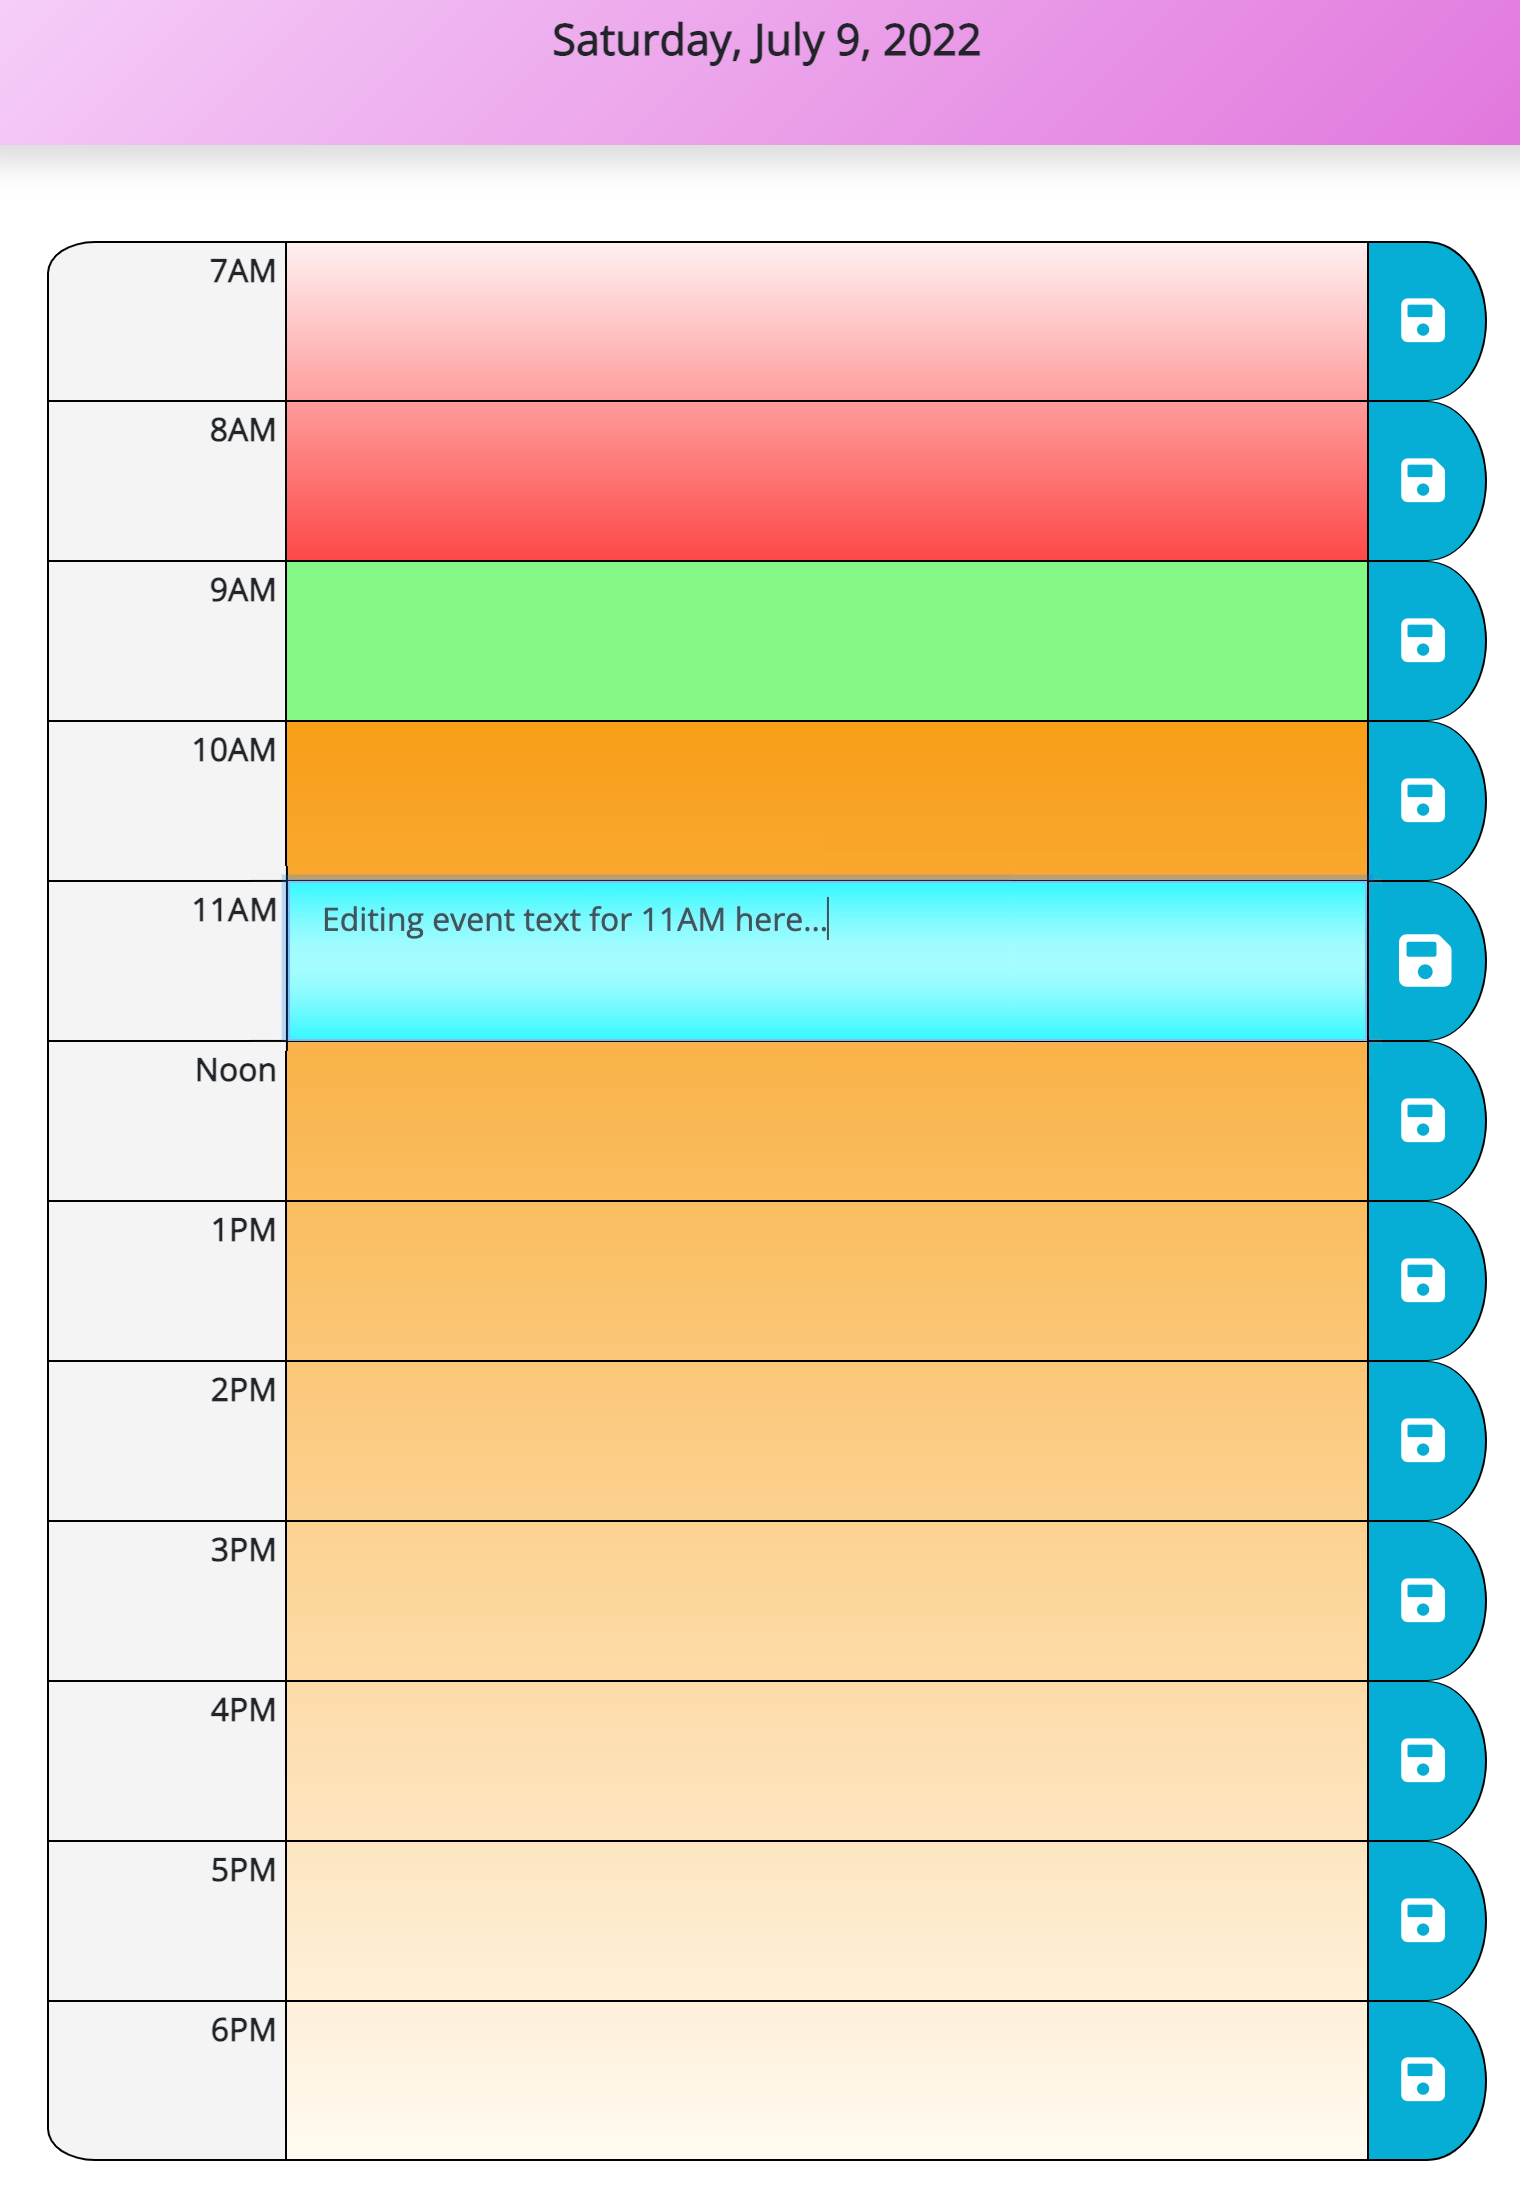 Saturday, July 9, 2022
7AM
8AM
9AM
10AM
11AM
Editing event text for 11AM here...
Noon
1PM
2PM
3PM
4PM
5PM
6PM